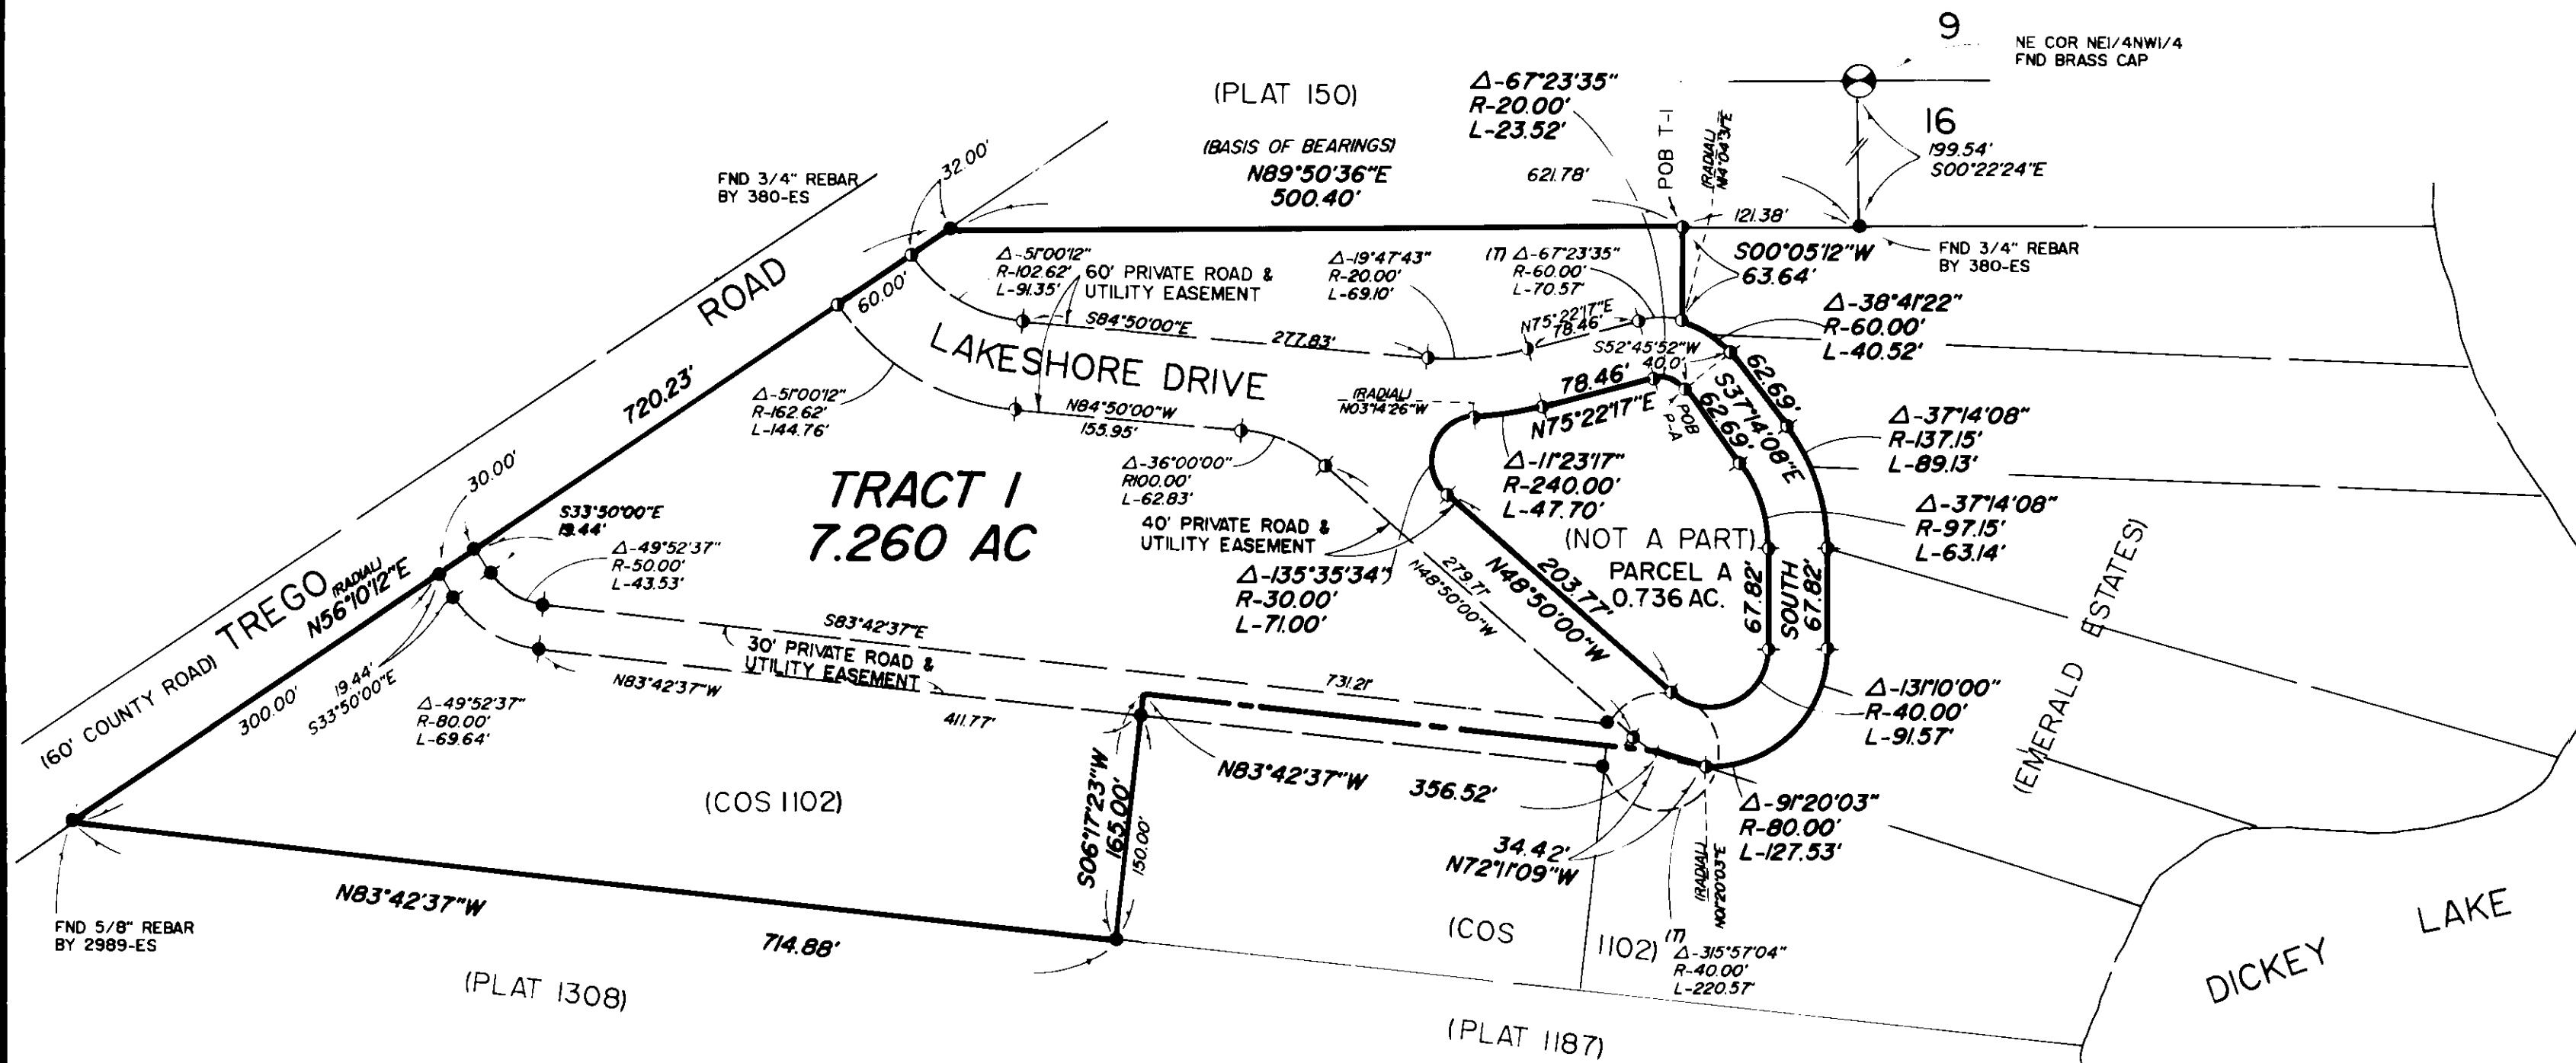 9
NE COR NE1/4NW1/4
FND BRASS CAP
16
199.54'
S00°22'24"E
(PLAT 150)
Δ-67°23'35"
R-20.00'
L-23.52'
POB T-1
(RADIAL)
N14°04'31"E
(BASIS OF BEARINGS)
N89°50'36"E
500.40'
621.78'
121.38'
32.00'
FND 3/4" REBAR
BY 380-ES
FND 3/4" REBAR
BY 380-ES
S00°05'12"W
63.64'
ROAD
60.00'
Δ-51°00'12"
R-102.62'
L-91.35'
60' PRIVATE ROAD &
UTILITY EASEMENT
Δ-19°47'43"
R-20.00'
L-69.10'
(T) Δ-67°23'35"
R-60.00'
L-70.57'
N75°22'17"E
78.46'
S84°50'00"E
277.83'
S52°45'52"W
40.0'
Δ-38°41'22"
R-60.00'
L-40.52'
LAKESHORE DRIVE
720.23'
Δ-51°00'12"
R-162.62'
L-144.76'
N84°50'00"W
155.95'
(RADIAL)
N03°14'26"W
78.46'
N75°22'17"E
POB
P-A
62.69'
S37°14'08"E
62.69'
Δ-37°14'08"
R-137.15'
L-89.13'
30.00'
TRACT 1
7.260 AC
Δ-36°00'00"
R100.00'
L-62.83'
Δ-11°23'17"
R-240.00'
L-47.70'
Δ-37°14'08"
R-97.15'
L-63.14'
40' PRIVATE ROAD &
UTILITY EASEMENT
(NOT A PART)
PARCEL A
0.736 AC.
S33°50'00"E
19.44'
Δ-49°52'37"
R-50.00'
L-43.53'
Δ-135°35'34"
R-30.00'
L-71.00'
279.71'
N48°50'00"W
203.77'
N48°50'00"W
67.82'
SOUTH
67.82'
(EMERALD ESTATES)
(60' COUNTY ROAD)
TREGO
(RADIAL)
N56°10'12"E
300.00'
19.44'
S33°50'00"E
Δ-49°52'37"
R-80.00'
L-69.64'
S83°42'37"E
731.21'
30' PRIVATE ROAD &
UTILITY EASEMENT
N83°42'37"W
411.77'
Δ-131°10'00"
R-40.00'
L-91.57'
(COS 1102)
S06°17'23"W
165.00'
150.00'
N83°42'37"W
356.52'
34.42'
N72°11'09"W
Δ-91°20'03"
R-80.00'
L-127.53'
(RADIAL)
N01°20'03"E
FND 5/8" REBAR
BY 2989-ES
N83°42'37"W
714.88'
(COS 1102)
(T)
Δ-315°57'04"
R-40.00'
L-220.57'
DICKEY LAKE
(PLAT 1308)
(PLAT 1187)